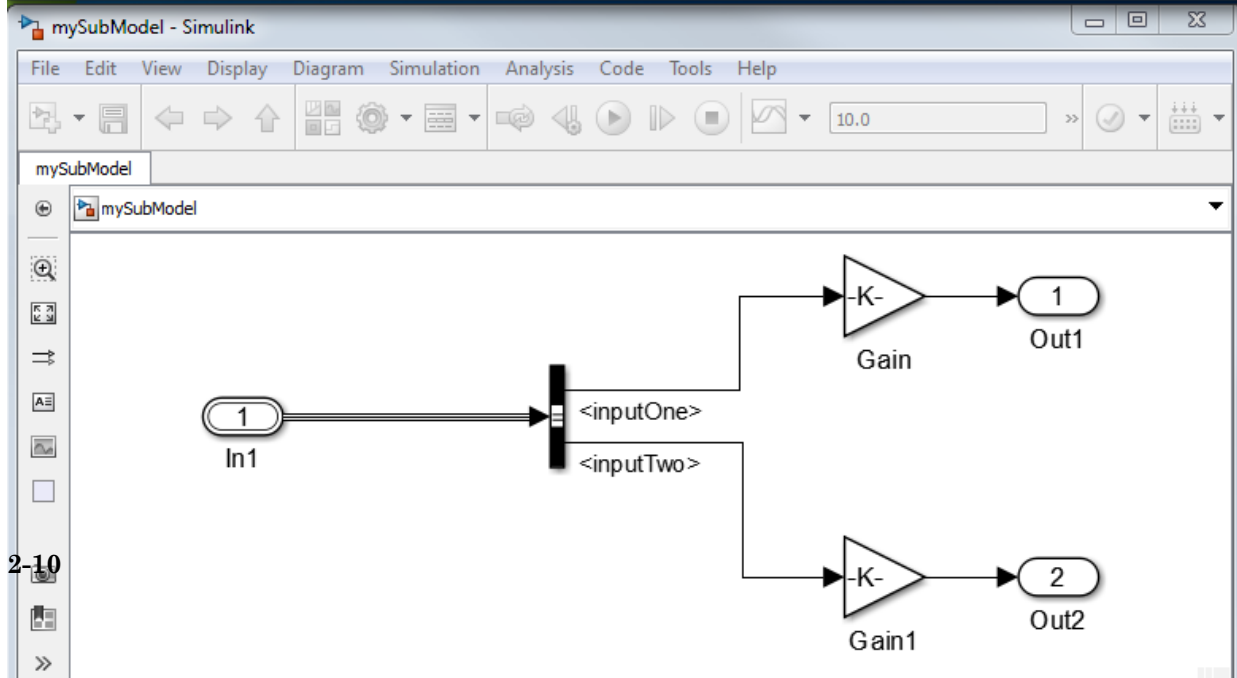 mySubModel - Simulink
File Edit View Display Diagram Simulation Analysis Code Tools Help
10.0
mySubModel
mySubModel
-K-
1
Gain
Out1
1
In1
<inputOne>
<inputTwo>
2-10
-K-
2
Gain1
Out2